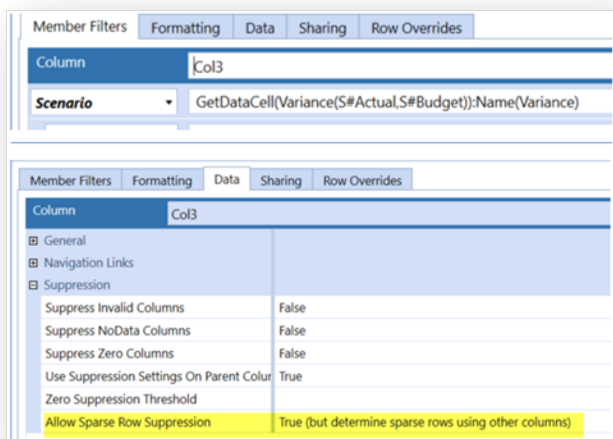 Member Filters Formatting Data Sharing Row Overrides
Column Col3
Scenario GetDataCell(Variance(S#Actual,S#Budget)):Name(Variance)
Member Filters Formatting Data Sharing Row Overrides
Column Col3
General
Navigation Links
Suppression
Suppress Invalid Columns False
Suppress NoData Columns False
Suppress Zero Columns False
Use Suppression Settings On Parent Colur True
Zero Suppression Threshold
Allow Sparse Row Suppression True (but determine sparse rows using other columns)